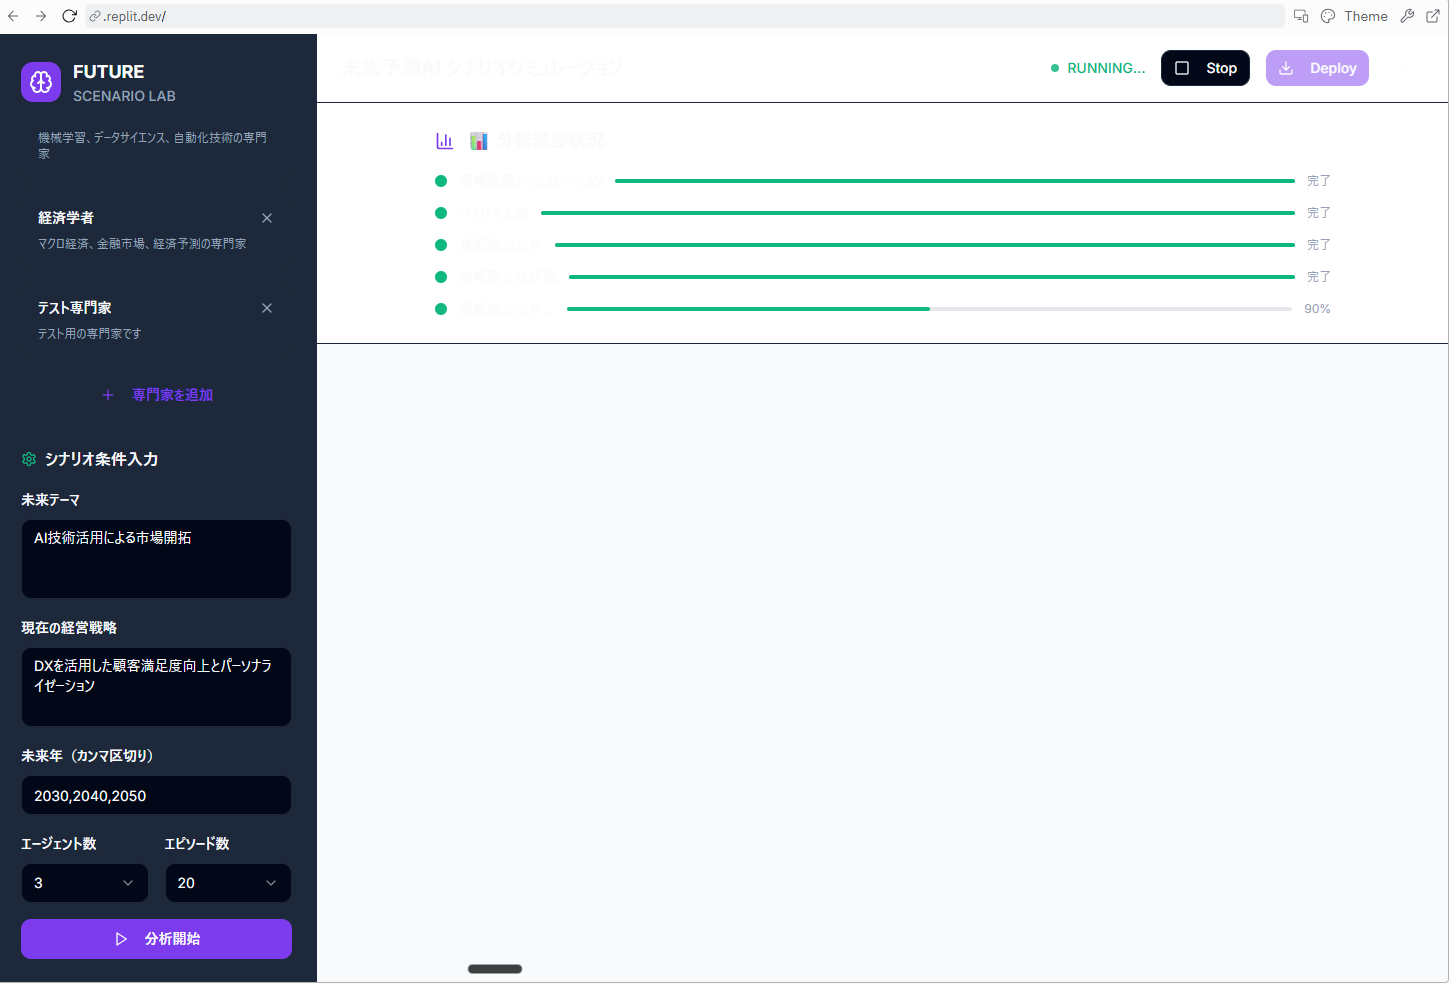 .replit.dev/
Theme
FUTURE
SCENARIO LAB
機械学習、データサイエンス、自動化技術の専門
家
経済学者
マクロ経済、金融市場、経済予測の専門家
テスト専門家
テスト用の専門家です
専門家を追加
シナリオ条件入力
未来テーマ
AI技術活用による市場開拓
現在の経営戦略
DXを活用した顧客満足度向上とパーソナラ
イゼーション
未来年（カンマ区切り）
2030,2040,2050
エージェント数 エピソード数
3 20
分析開始
未来予測AI シナリオシミュレーション
RUNNING... Stop Deploy
分析進捗状況
完了
シナリオ生成 完了
完了
完了
90%